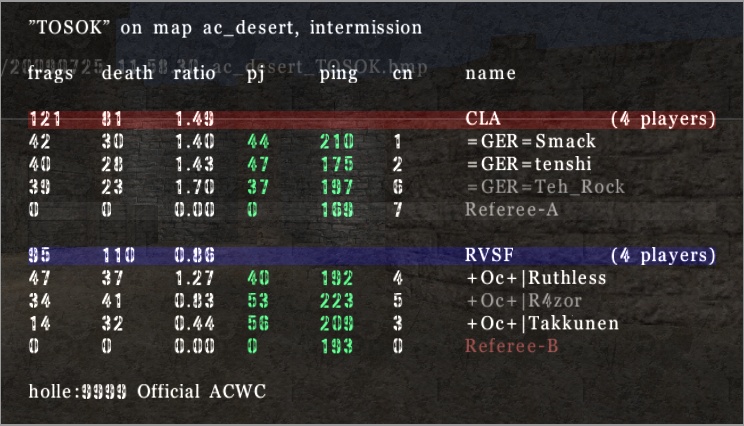 "TOSOK" on map ac_desert, intermission
/20090725_11.58.30_ac_desert_TOSOK.bmp
frags death ratio pj ping cn name
121 81 1.49 CLA (4 players)
42 30 1.40 44 210 1 =GER=Smack
40 28 1.43 47 175 2 =GER=tenshi
39 23 1.70 37 197 6 =GER=Teh_Rock
0 0 0.00 0 169 7 Referee-A
95 110 0.86 RVSF (4 players)
47 37 1.27 40 192 4 +Oc+|Ruthless
34 41 0.83 53 223 5 +Oc+|R4zor
14 32 0.44 56 209 3 +Oc+|Takkunen
0 0 0.00 0 193 0 Referee-B
holle:9999 Official ACWC